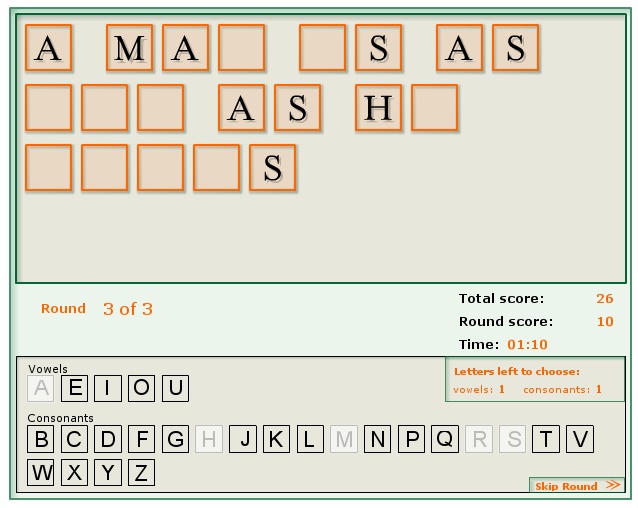 A MA S AS
AS H
S
Round 3 of 3
Total score: 26
Round score: 10
Time: 01:10
Vowels
A E I O U
Letters left to choose:
vowels: 1 consonants: 1
Consonants
B C D F G H J K L M N P Q R S T V
W X Y Z
Skip Round >>